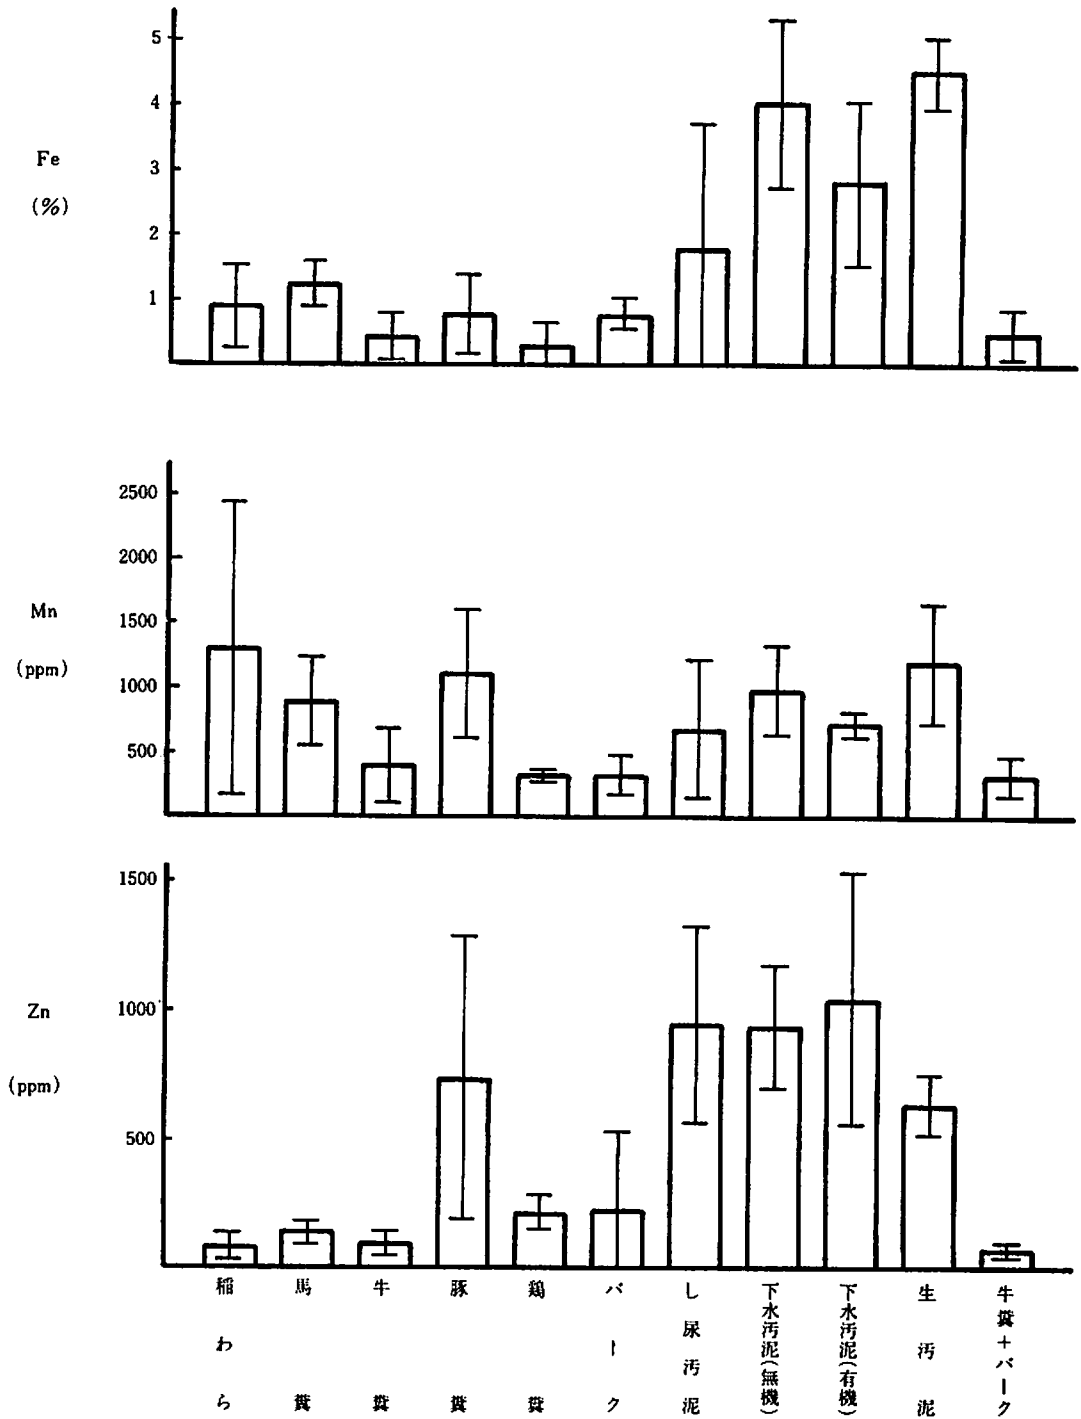 5
4
3
2
1
Fe
(%)
2500
2000
1500
1000
500
Mn
(ppm)
1500
1000
500
Zn
(ppm)
稲わら
馬糞
牛糞
豚糞
鶏糞
バーク
し尿汚泥
下水汚泥(無機)
下水汚泥(有機)
生汚泥
牛糞+バーク